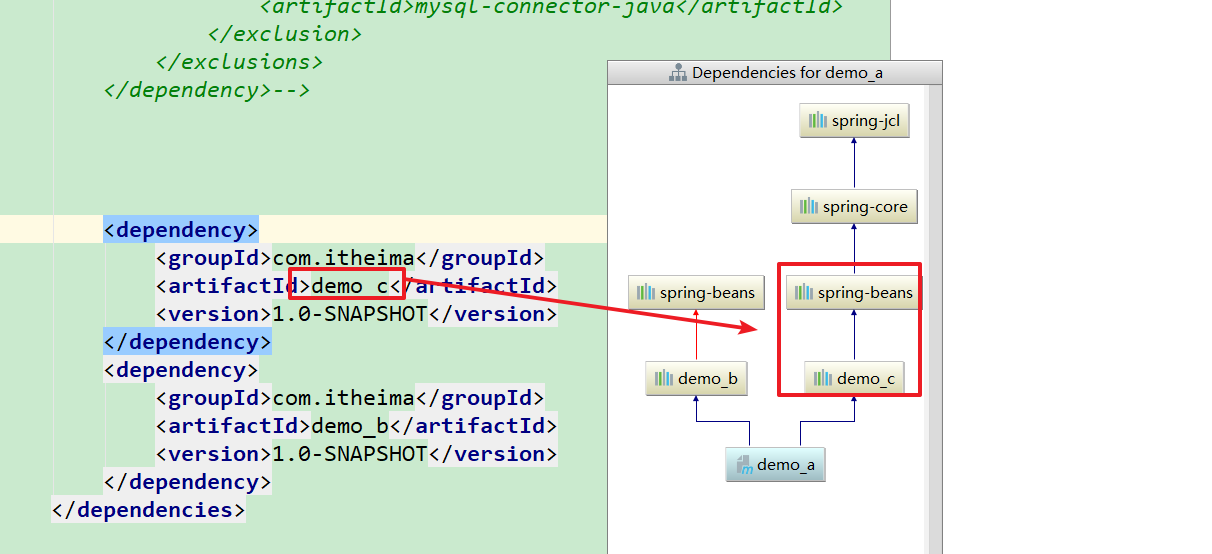 <artifactId>mysql-connector-java</artifactId>
</exclusion>
</exclusions>
</dependency>-->
<dependency>
<groupId>com.itheima</groupId>
<artifactId>demo_c</artifactId>
<version>1.0-SNAPSHOT</version>
</dependency>
<dependency>
<groupId>com.itheima</groupId>
<artifactId>demo_b</artifactId>
<version>1.0-SNAPSHOT</version>
</dependency>
</dependencies>
Dependencies for demo_a
spring-jcl
spring-core
spring-beans
spring-beans
demo_b
demo_c
demo_a